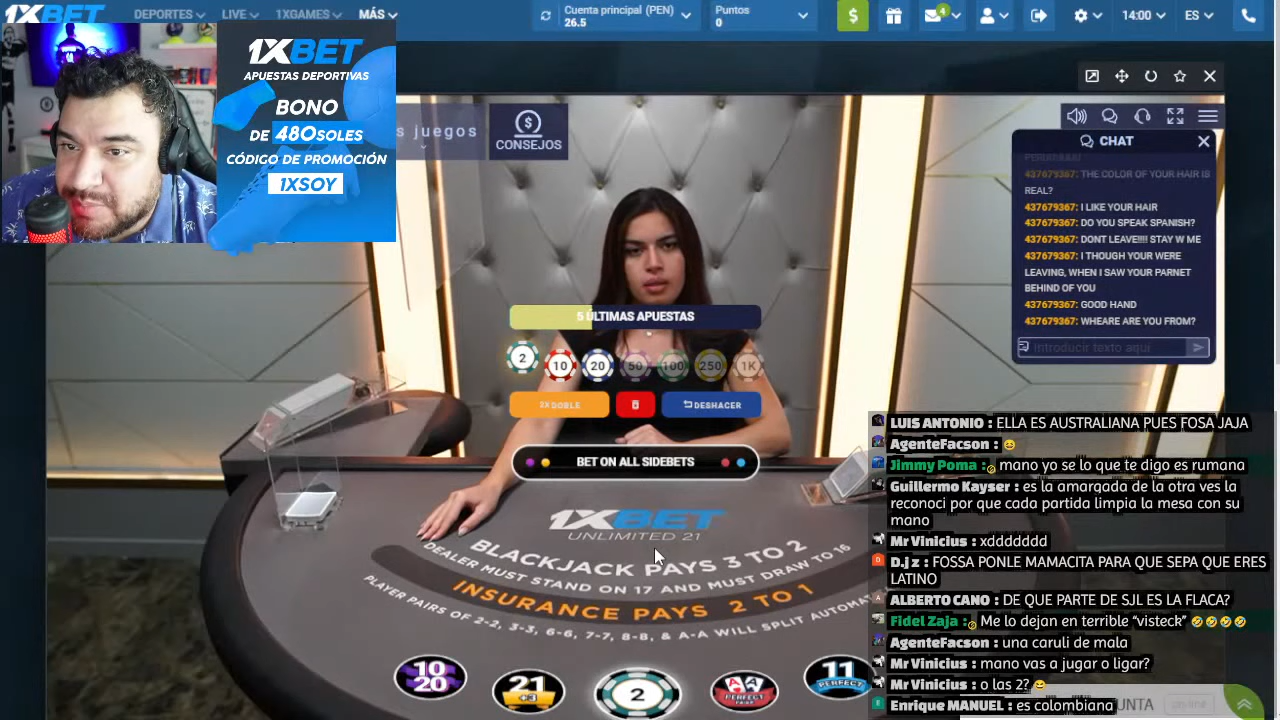 1XBET
DEPORTES
LIVE
1XGAMES
MÁS
Cuenta principal (PEN)
26.5
Puntos
0
$
4
14:00
ES
1XBET
APUESTAS DEPORTIVAS
BONO
DE 480SOLES
CÓDIGO DE PROMOCIÓN
1XSOY
s juegos
CONSEJOS
CHAT
437679367: THE COLOR OF YOUR HAIR IS
REAL?
437679367: I LIKE YOUR HAIR
437679367: DO YOU SPEAK SPANISH?
437679367: DONT LEAVE!!!! STAY W ME
437679367: I THOUGH YOUR WERE
LEAVING, WHEN I SAW YOUR PARNET
BEHIND OF YOU
437679367: GOOD HAND
437679367: WHEARE ARE YOU FROM?
Introducir texto aquí
5 ÚLTIMAS APUESTAS
2
10
20
50
100
250
1K
2X DOBLE
DESHACER
BET ON ALL SIDEBETS
1XBET
UNLIMITED 21
BLACKJACK PAYS 3 TO 2
DEALER MUST STAND ON 17 AND MUST DRAW TO 16
INSURANCE PAYS 2 TO 1
PLAYER PAIRS OF 2-2, 3-3, 6-6, 7-7, 8-8, & A-A WILL SPLIT AUTOMA
10
20
21
+3
2
A A
PERFECT
PAIR
11
PERFECT
LUIS ANTONIO : ELLA ES AUSTRALIANA PUES FOSA JAJA
AgenteFacson : 😊
Jimmy Poma : mano yo se lo que te digo es rumana
Guillermo Kayser : es la amargada de la otra ves la
reconoci por que cada partida limpia la mesa con su
mano
Mr Vinicius : xddddddd
D.j z : FOSSA PONLE MAMACITA PARA QUE SEPA QUE ERES
LATINO
ALBERTO CANO : DE QUE PARTE DE SJL ES LA FLACA?
Fidel Zaja : Me lo dejan en terrible “visteck” 🤣🤣🤣🤣
AgenteFacson : una caruli de mala
Mr Vinicius : mano vas a jugar o ligar?
Mr Vinicius : o las 2? 😄
Enrique MANUEL : es colombiana
UNTA
on-line